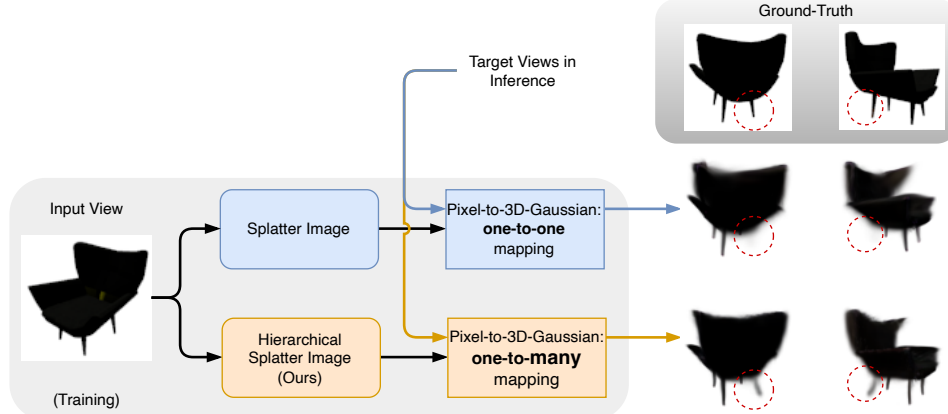 Ground-Truth
Target Views in
Inference
Input View
Splatter Image
Pixel-to-3D-Gaussian:
one-to-one
mapping
Hierarchical
Splatter Image
(Ours)
Pixel-to-3D-Gaussian:
one-to-many
mapping
(Training)